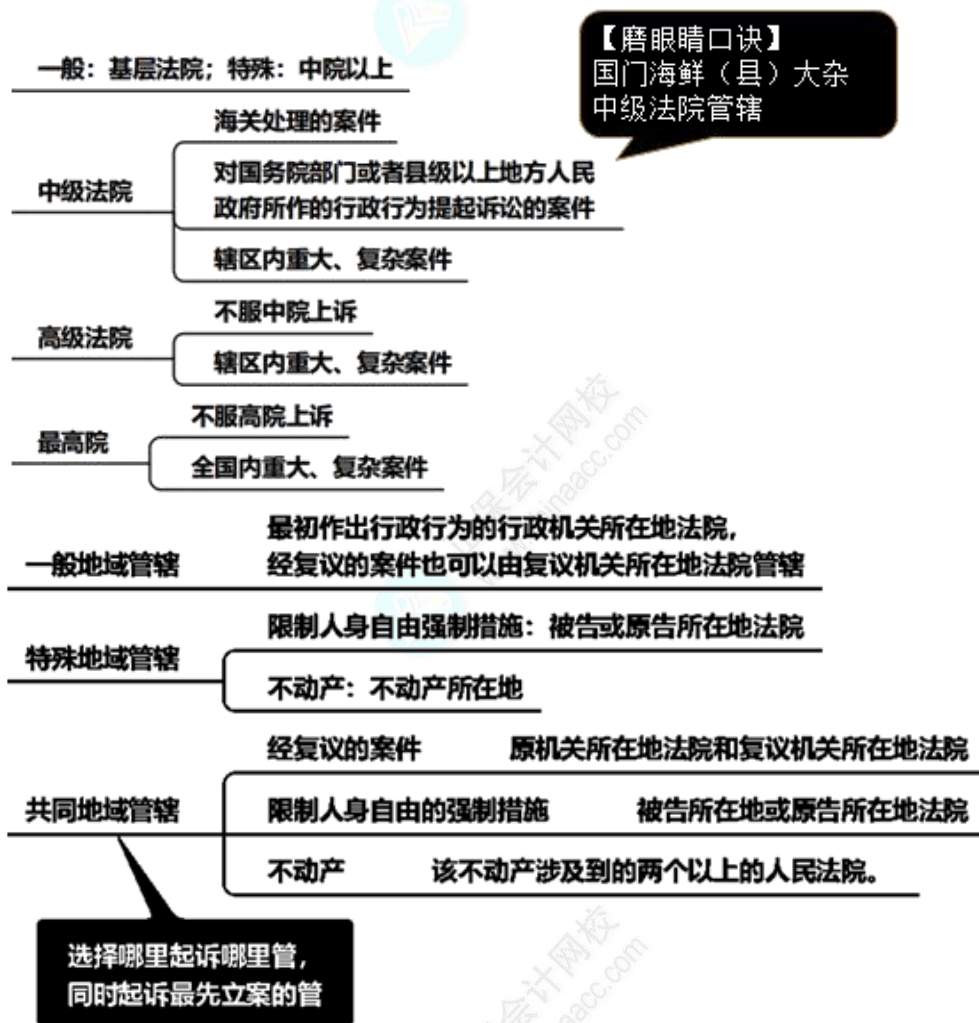 【磨眼睛口诀】
国门海鲜（县）大杂
中级法院管辖
一般：基层法院；特殊：中院以上
中级法院
海关处理的案件
对国务院部门或者县级以上地方人民
政府所作的行政行为提起诉讼的案件
辖区内重大、复杂案件
高级法院
不服中院上诉
辖区内重大、复杂案件
最高院
不服高院上诉
全国内重大、复杂案件
一般地域管辖
最初作出行政行为的行政机关所在地法院，
经复议的案件也可以由复议机关所在地法院管辖
特殊地域管辖
限制人身自由强制措施：被告或原告所在地法院
不动产：不动产所在地
共同地域管辖
经复议的案件 原机关所在地法院和复议机关所在地法院
限制人身自由的强制措施 被告所在地或原告所在地法院
不动产 该不动产涉及到的两个以上的人民法院。
选择哪里起诉哪里管，
同时起诉最先立案的管